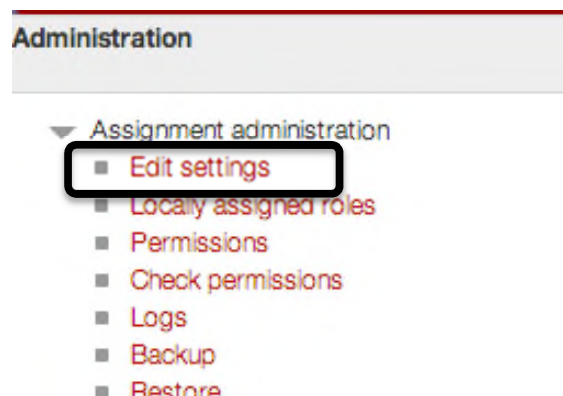 Administration
Assignment administration
Edit settings
Locally assigned roles
Permissions
Check permissions
Logs
Backup
Restore